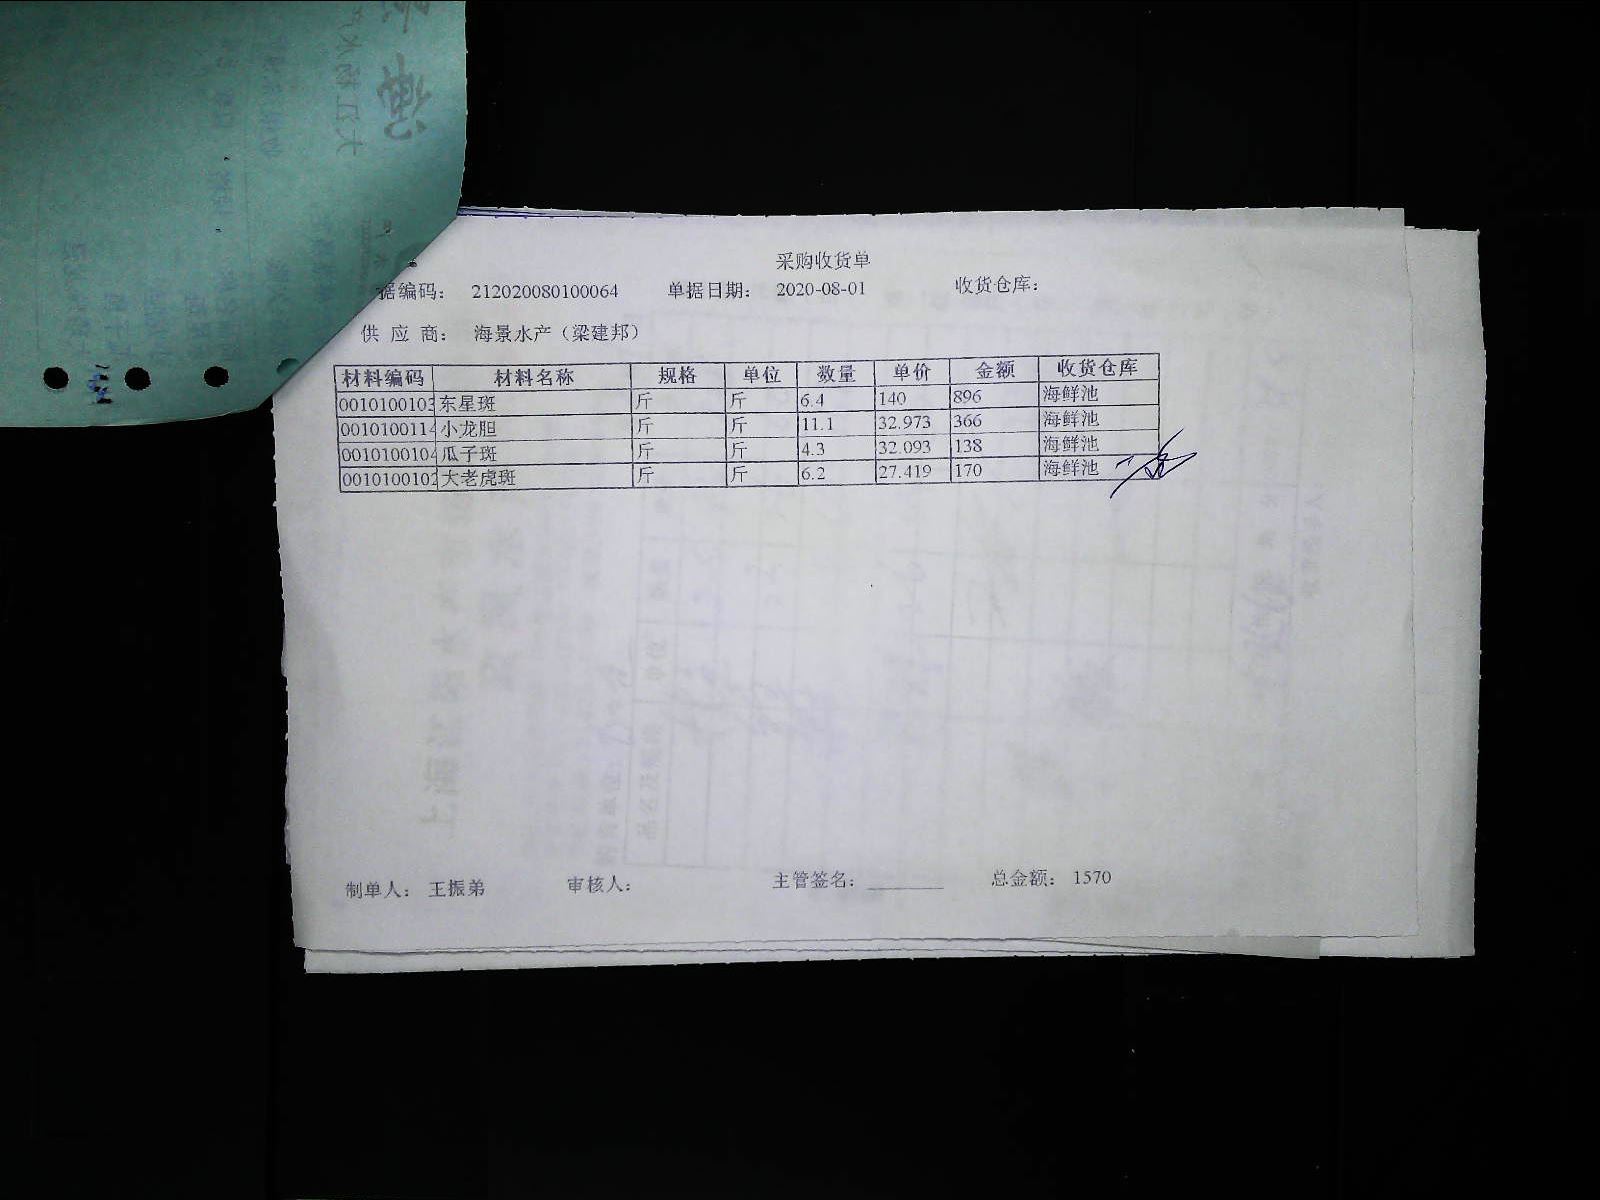 采购收货单
据编码： 212020080100064 单据日期： 2020-08-01 收货仓库：
供 应 商： 海景水产（梁建邦）
材料编码 材料名称 规格 单位 数量 单价 金额 收货仓库
0010100103 东星斑 斤 斤 6.4 140 896 海鲜池
0010100114 小龙胆 斤 斤 11.1 32.973 366 海鲜池
0010100104 瓜子斑 斤 斤 4.3 32.093 138 海鲜池
0010100102 大老虎斑 斤 斤 6.2 27.419 170 海鲜池
制单人： 王振弟 审核人： 主管签名： 总金额： 1570